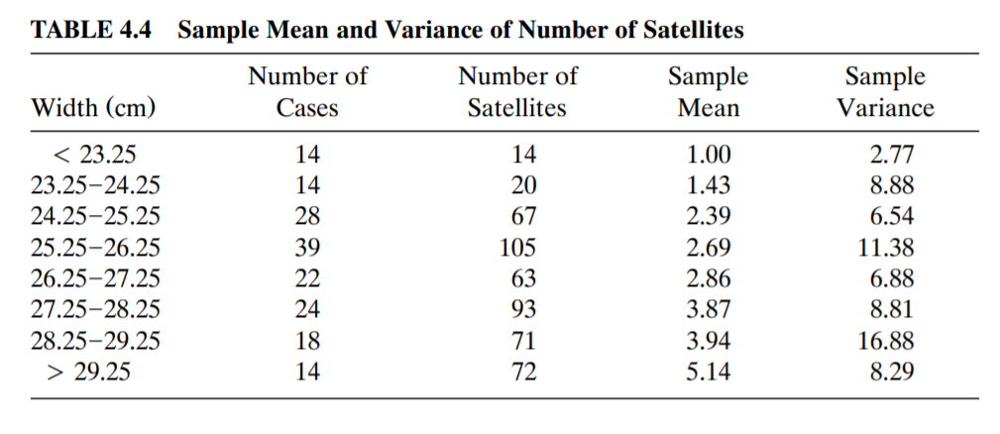 TABLE 4.4 Sample Mean and Variance of Number of Satellites
Number of Number of Sample Sample
Width (cm) Cases Satellites Mean Variance
< 23.25 14 14 1.00 2.77
23.25–24.25 14 20 1.43 8.88
24.25–25.25 28 67 2.39 6.54
25.25–26.25 39 105 2.69 11.38
26.25–27.25 22 63 2.86 6.88
27.25–28.25 24 93 3.87 8.81
28.25–29.25 18 71 3.94 16.88
> 29.25 14 72 5.14 8.29